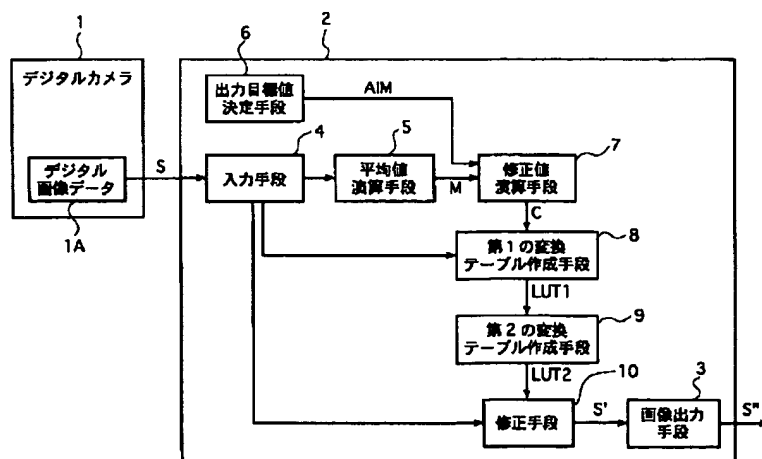 1
デジタルカメラ
デジタル
画像データ
1A
S
2
6
出力目標値
決定手段
AIM
4
入力手段
5
平均値
演算手段
M
7
修正値
演算手段
C
8
第1の変換
テーブル作成手段
LUT1
9
第2の変換
テーブル作成手段
LUT2
10
修正手段
S'
3
画像出力
手段
S"